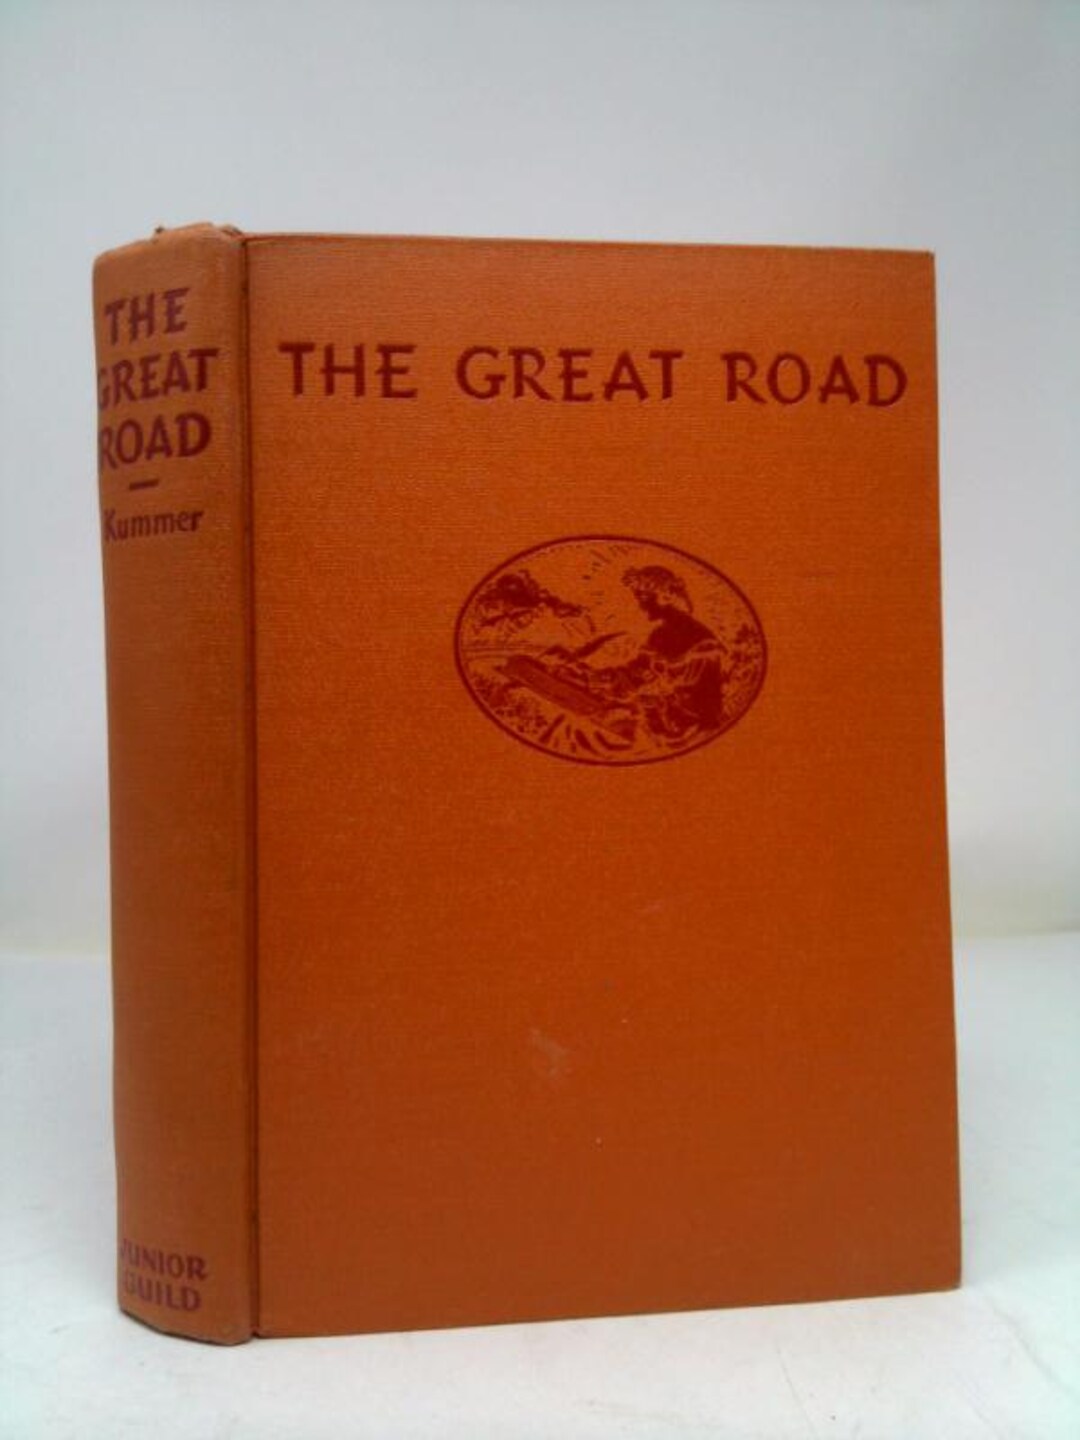 THE
GREAT
ROAD
Kummer
JUNIOR
GUILD
THE GREAT ROAD